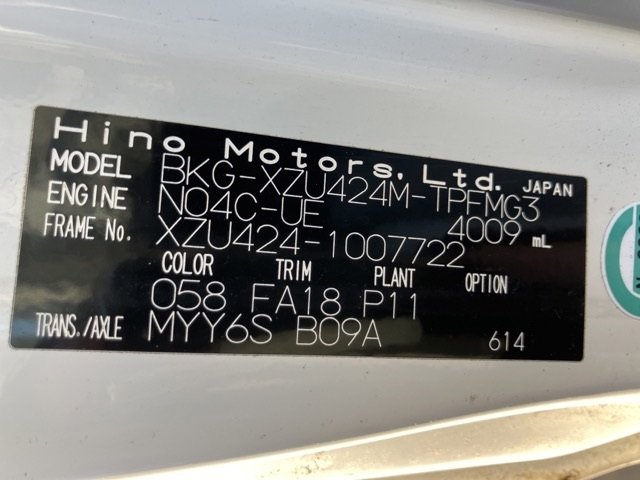 Hino Motors, Ltd. JAPAN
MODEL BKG-XZU424M-TPFMG3
ENGINE N04C-UE 4009 mL
FRAME No. XZU424-1007722
COLOR TRIM PLANT OPTION
058 FA18 P11
TRANS./AXLE MYY6S B09A 614